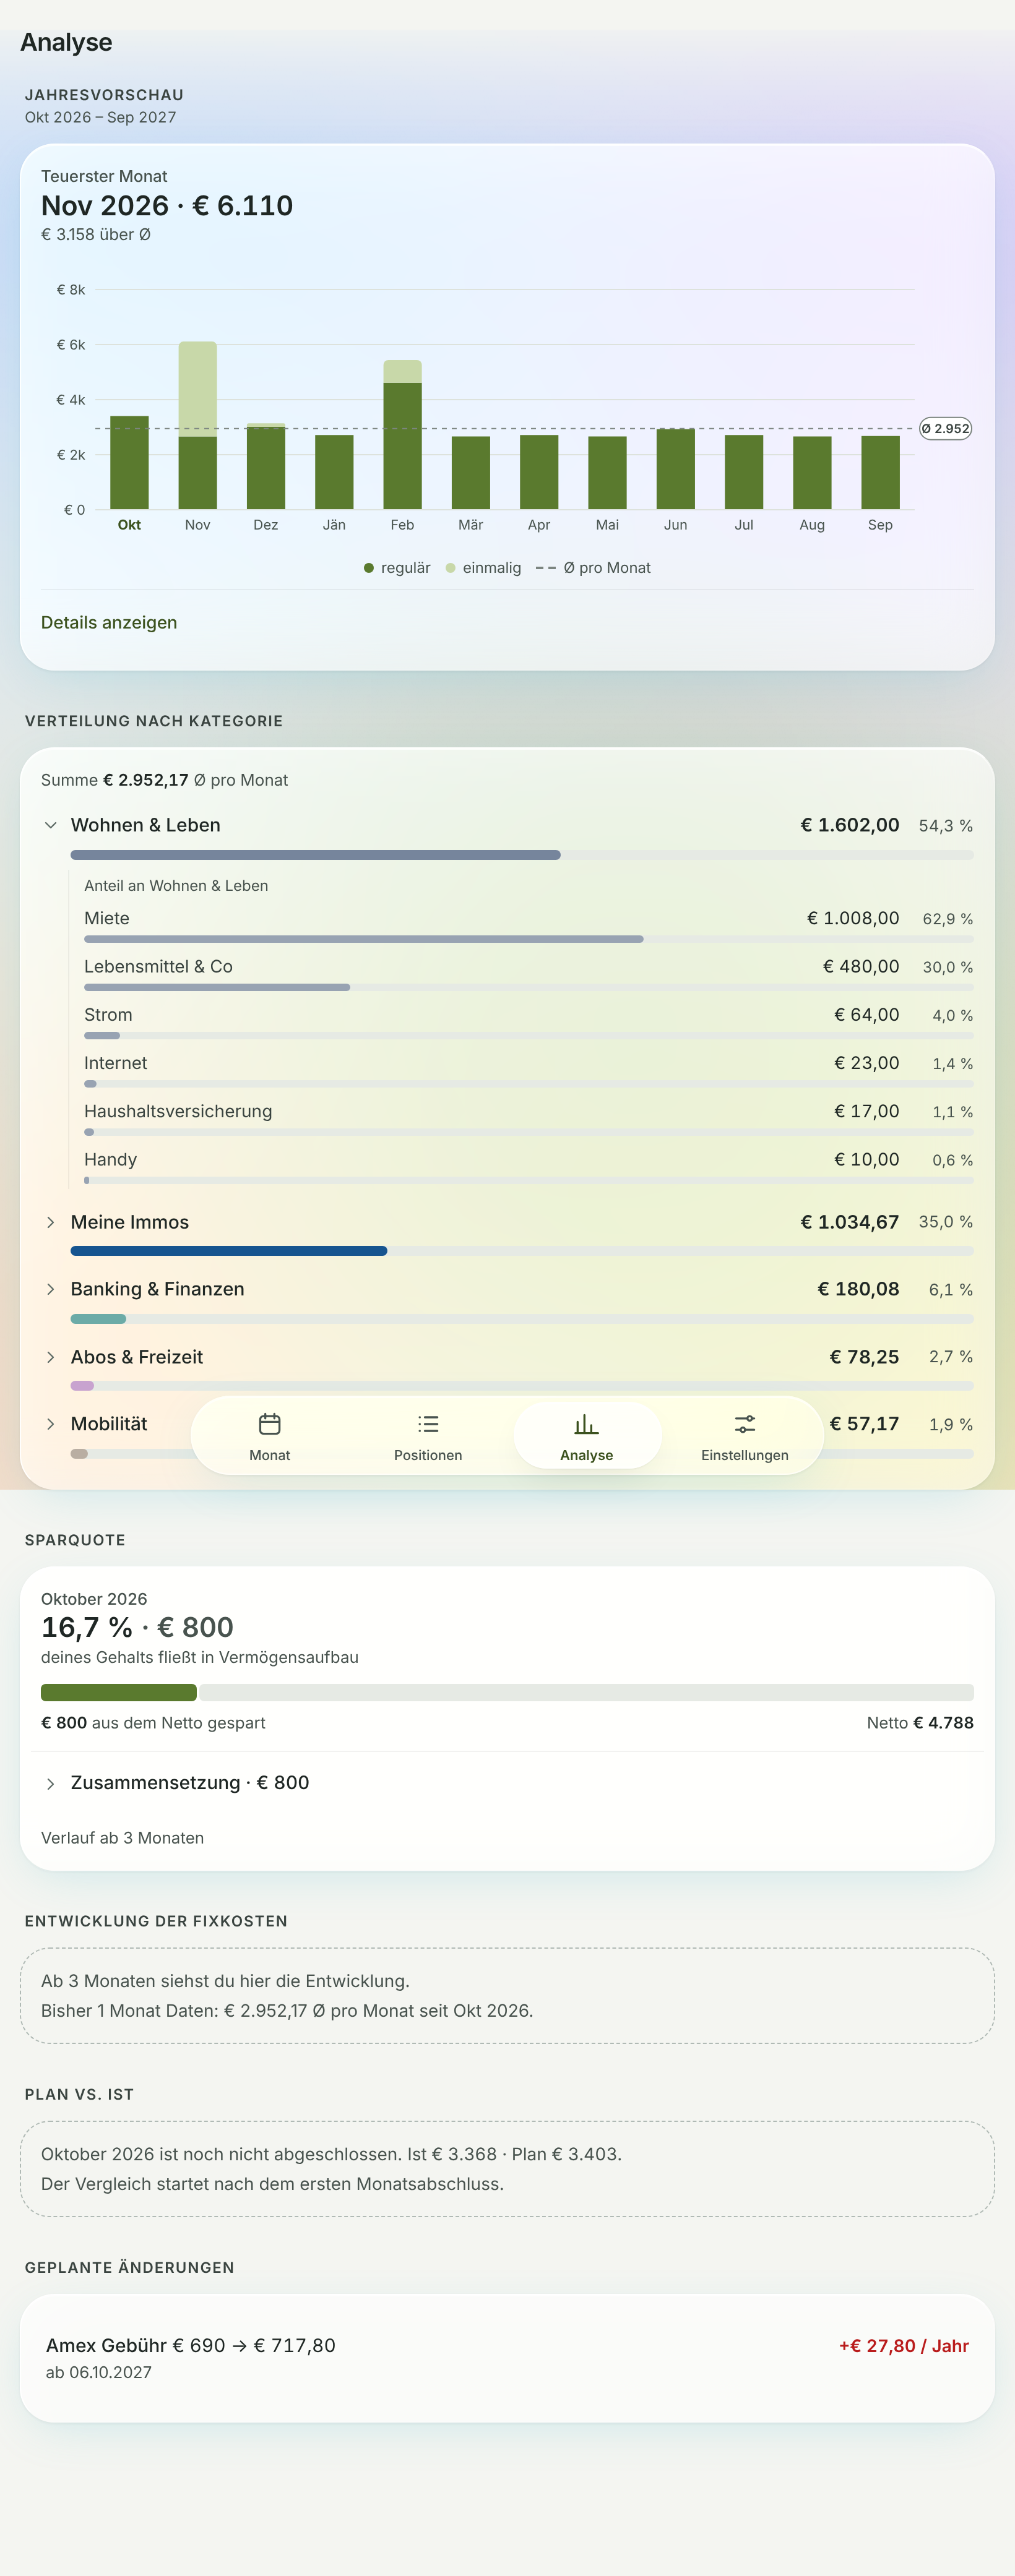 Analyse
JAHRESVORSCHAU
Okt 2026 – Sep 2027
Teuerster Monat
Nov 2026 · € 6.110
€ 3.158 über Ø
€ 8k
€ 6k
€ 4k
Ø 2.952
€ 2k
€ 0
Okt Nov Dez Jän Feb Mär Apr Mai Jun Jul Aug Sep
regulär einmalig Ø pro Monat
Details anzeigen
VERTEILUNG NACH KATEGORIE
Summe € 2.952,17 Ø pro Monat
Wohnen & Leben € 1.602,00 54,3 %
Anteil an Wohnen & Leben
Miete € 1.008,00 62,9 %
Lebensmittel & Co € 480,00 30,0 %
Strom € 64,00 4,0 %
Internet € 23,00 1,4 %
Haushaltsversicherung € 17,00 1,1 %
Handy € 10,00 0,6 %
Meine Immos € 1.034,67 35,0 %
Banking & Finanzen € 180,08 6,1 %
Abos & Freizeit € 78,25 2,7 %
Mobilität € 57,17 1,9 %
Monat Positionen Analyse Einstellungen
SPARQUOTE
Oktober 2026
16,7 % · € 800
deines Gehalts fließt in Vermögensaufbau
€ 800 aus dem Netto gespart Netto € 4.788
Zusammensetzung · € 800
Verlauf ab 3 Monaten
ENTWICKLUNG DER FIXKOSTEN
Ab 3 Monaten siehst du hier die Entwicklung.
Bisher 1 Monat Daten: € 2.952,17 Ø pro Monat seit Okt 2026.
PLAN VS. IST
Oktober 2026 ist noch nicht abgeschlossen. Ist € 3.368 · Plan € 3.403.
Der Vergleich startet nach dem ersten Monatsabschluss.
GEPLANTE ÄNDERUNGEN
Amex Gebühr € 690 → € 717,80 +€ 27,80 / Jahr
ab 06.10.2027